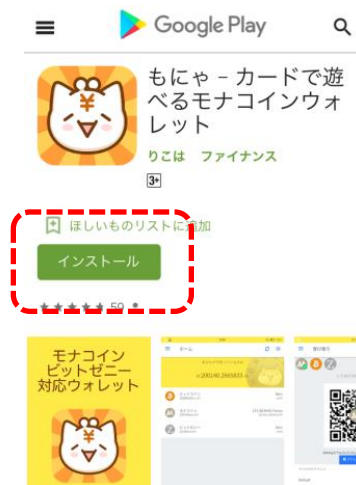 Google Play
もにゃ – カードで遊
べるモナコインウォ
レット
りこは ファイナンス
3+
ほしいものリストに追加
インストール
59
モナコイン
ビットゼニー
対応ウォレット
ホーム